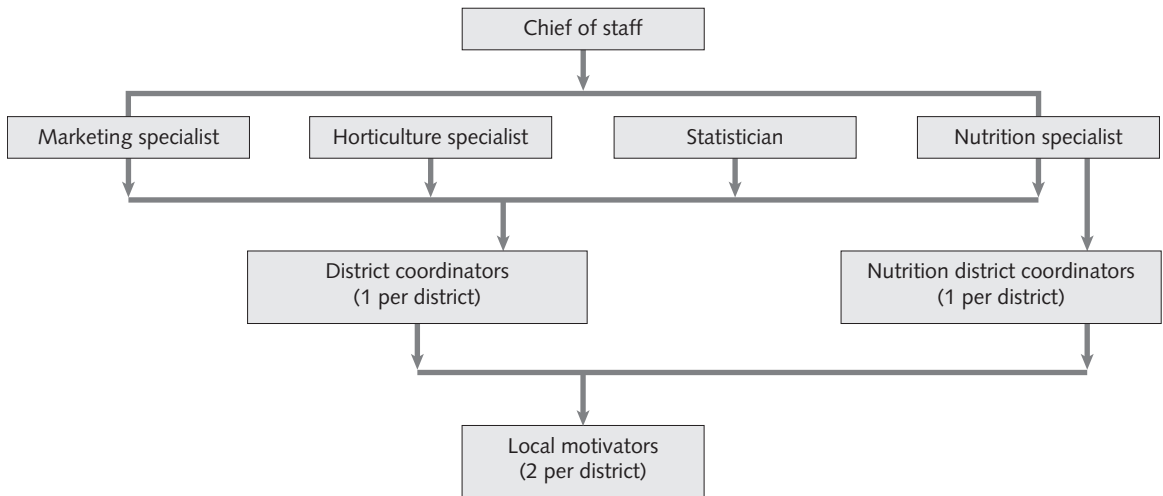 Chief of staff
Marketing specialist
Horticulture specialist
Statistician
Nutrition specialist
District coordinators
(1 per district)
Nutrition district coordinators
(1 per district)
Local motivators
(2 per district)